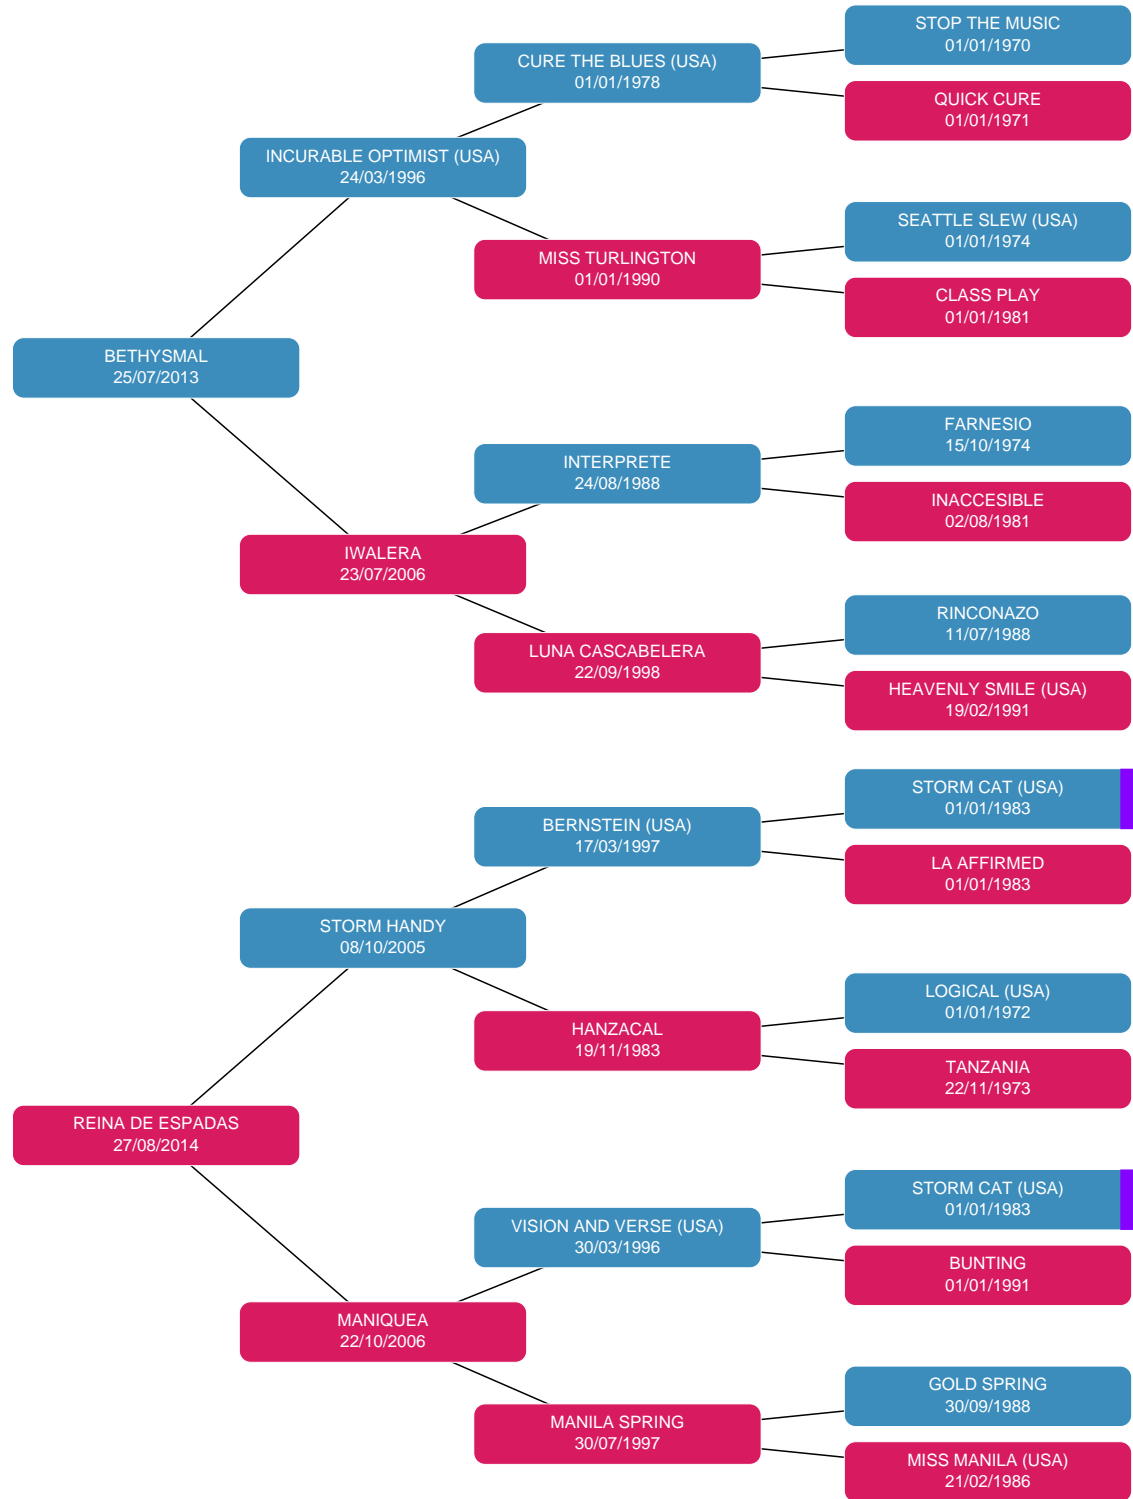 STOP THE MUSIC
01/01/1970
CURE THE BLUES (USA)
01/01/1978
QUICK CURE
01/01/1971
INCURABLE OPTIMIST (USA)
24/03/1996
SEATTLE SLEW (USA)
01/01/1974
MISS TURLINGTON
01/01/1990
CLASS PLAY
01/01/1981
BETHYSMAL
25/07/2013
FARNESIO
15/10/1974
INTERPRETE
24/08/1988
INACCESIBLE
02/08/1981
IWALERA
23/07/2006
RINCONAZO
11/07/1988
LUNA CASCABELERA
22/09/1998
HEAVENLY SMILE (USA)
19/02/1991
STORM CAT (USA)
01/01/1983
BERNSTEIN (USA)
17/03/1997
LA AFFIRMED
01/01/1983
STORM HANDY
08/10/2005
LOGICAL (USA)
01/01/1972
HANZACAL
19/11/1983
TANZANIA
22/11/1973
REINA DE ESPADAS
27/08/2014
STORM CAT (USA)
01/01/1983
VISION AND VERSE (USA)
30/03/1996
BUNTING
01/01/1991
MANIQUEA
22/10/2006
GOLD SPRING
30/09/1988
MANILA SPRING
30/07/1997
MISS MANILA (USA)
21/02/1986